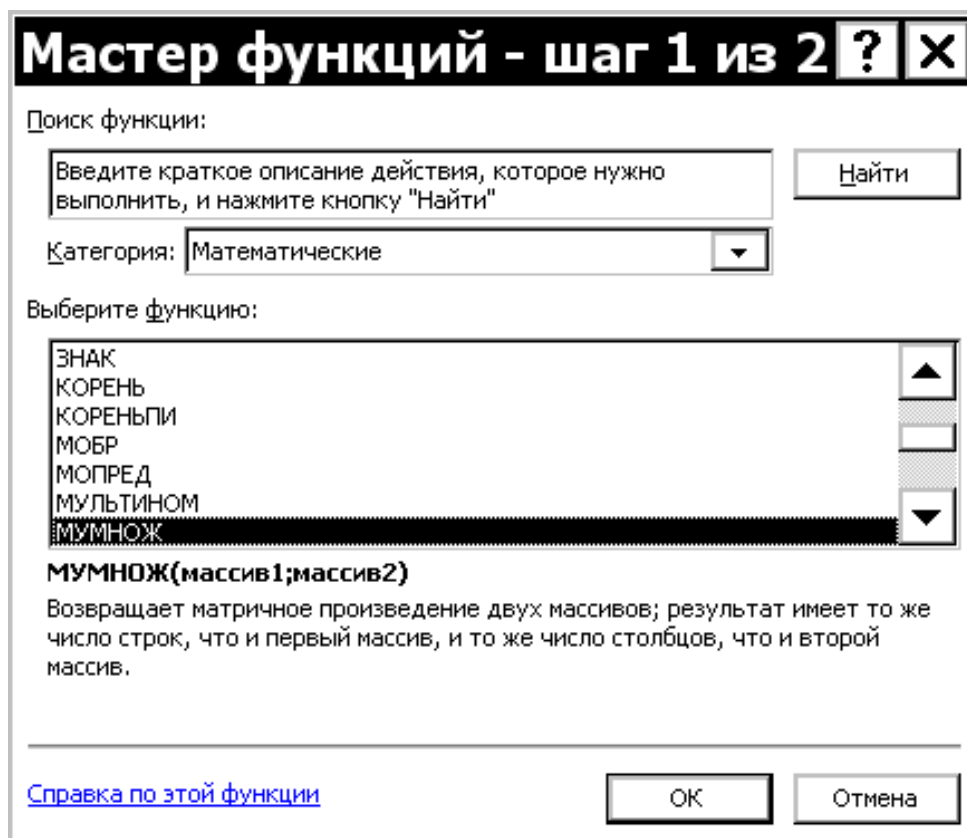 Мастер функций - шаг 1 из 2 ? X
Поиск функции:
Введите краткое описание действия, которое нужно
выполнить, и нажмите кнопку "Найти"
Найти
Категория: Математические
Выберите функцию:
ЗНАК
КОРЕНЬ
КОРЕНЬПИ
МОБР
МОПРЕД
МУЛЬТИНОМ
МУМНОЖ
МУМНОЖ(массив1;массив2)
Возвращает матричное произведение двух массивов; результат имеет то же
число строк, что и первый массив, и то же число столбцов, что и второй
массив.
Справка по этой функции
ОК
Отмена